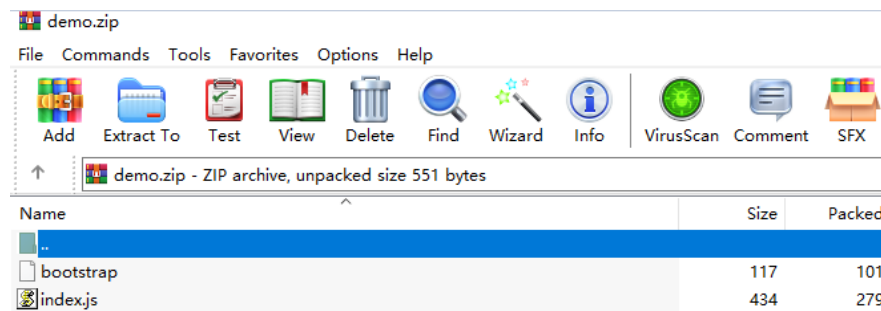 demo.zip
File Commands Tools Favorites Options Help
Add Extract To Test View Delete Find Wizard Info VirusScan Comment SFX
demo.zip - ZIP archive, unpacked size 551 bytes
Name Size Packed
..
bootstrap 117 101
index.js 434 279